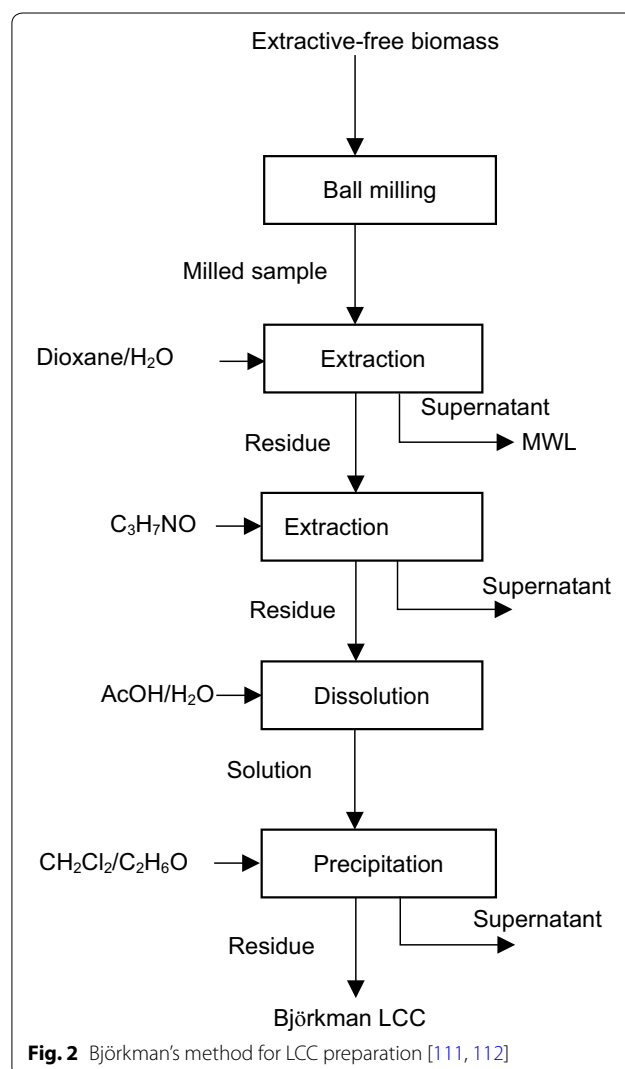 Extractive-free biomass
Ball milling
Milled sample
Dioxane/H₂O
Extraction
Supernatant
Residue
MWL
C₃H₇NO
Extraction
Supernatant
Residue
AcOH/H₂O
Dissolution
Solution
CH₂Cl₂/C₂H₆O
Precipitation
Supernatant
Residue
Björkman LCC
Fig. 2 Björkman's method for LCC preparation [111, 112]